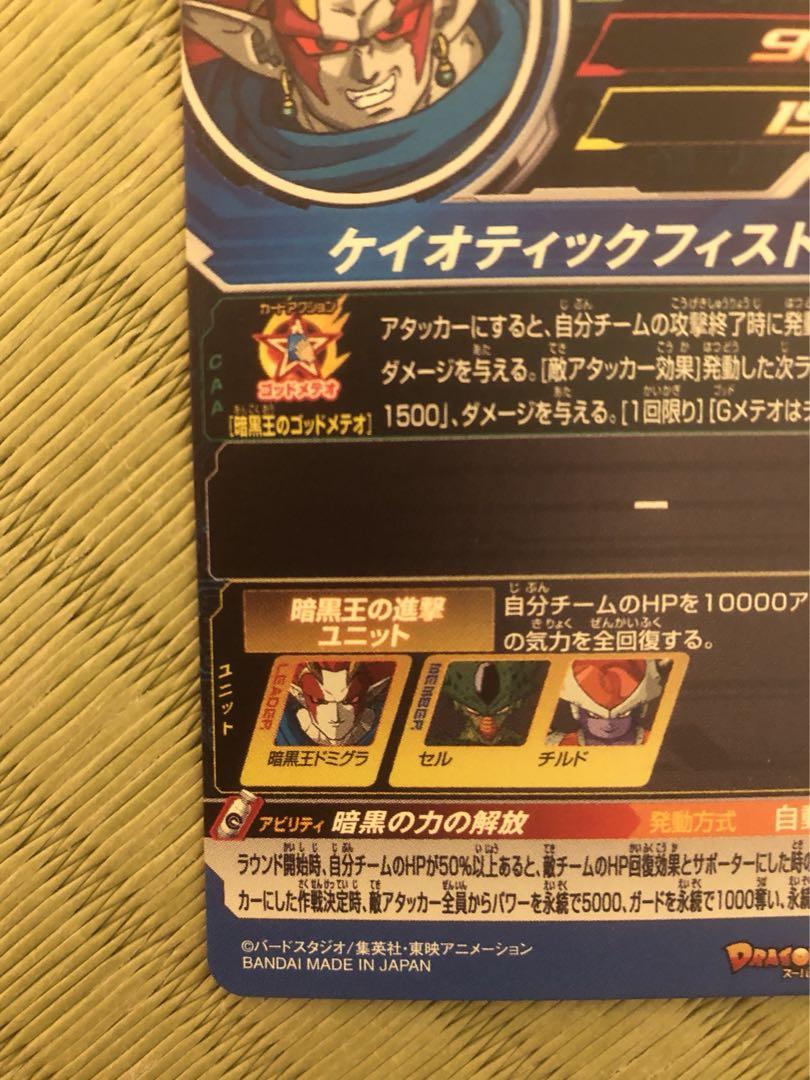 ケイオティックフィスト
カードアクション
ゴッドメテオ
CAA
[暗黒王のゴッドメテオ]
アタッカーにすると、自分チームの攻撃終了時に発
ダメージを与える。[敵アタッカー効果]発動した次ラ
1500」、ダメージを与える。[1回限り][Gメテオは
ー
ユニット
暗黒王の進撃
ユニット
自分チームのHPを10000ア
の気力を全回復する。
LEADER
暗黒王ドミグラ
MEMBER
セル
チルド
アビリティ 暗黒の力の解放 発動方式 自動
ラウンド開始時、自分チームのHPが50%以上あると、敵チームのHP回復効果とサポーターにした時の
カーにした作戦決定時、敵アタッカー全員からパワーを永続で5000、ガードを永続で1000奪い、永続
©バードスタジオ/集英社・東映アニメーション
BANDAI MADE IN JAPAN
DRAGO
スーパ